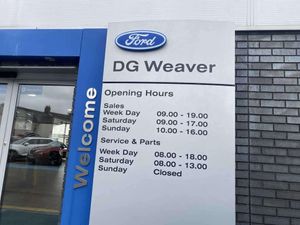 Ford
DG Weaver
Opening Hours
Sales
Week Day 09.00 - 19.00
Saturday 09.00 - 17.00
Sunday 10.00 - 16.00
Service & Parts
Week Day 08.00 - 18.00
Saturday 08.00 - 13.00
Sunday Closed
Welcome